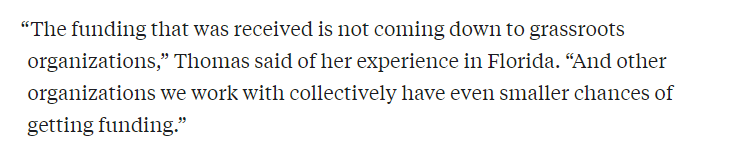 “The funding that was received is not coming down to grassroots
organizations,” Thomas said of her experience in Florida. “And other
organizations we work with collectively have even smaller chances of
getting funding.”